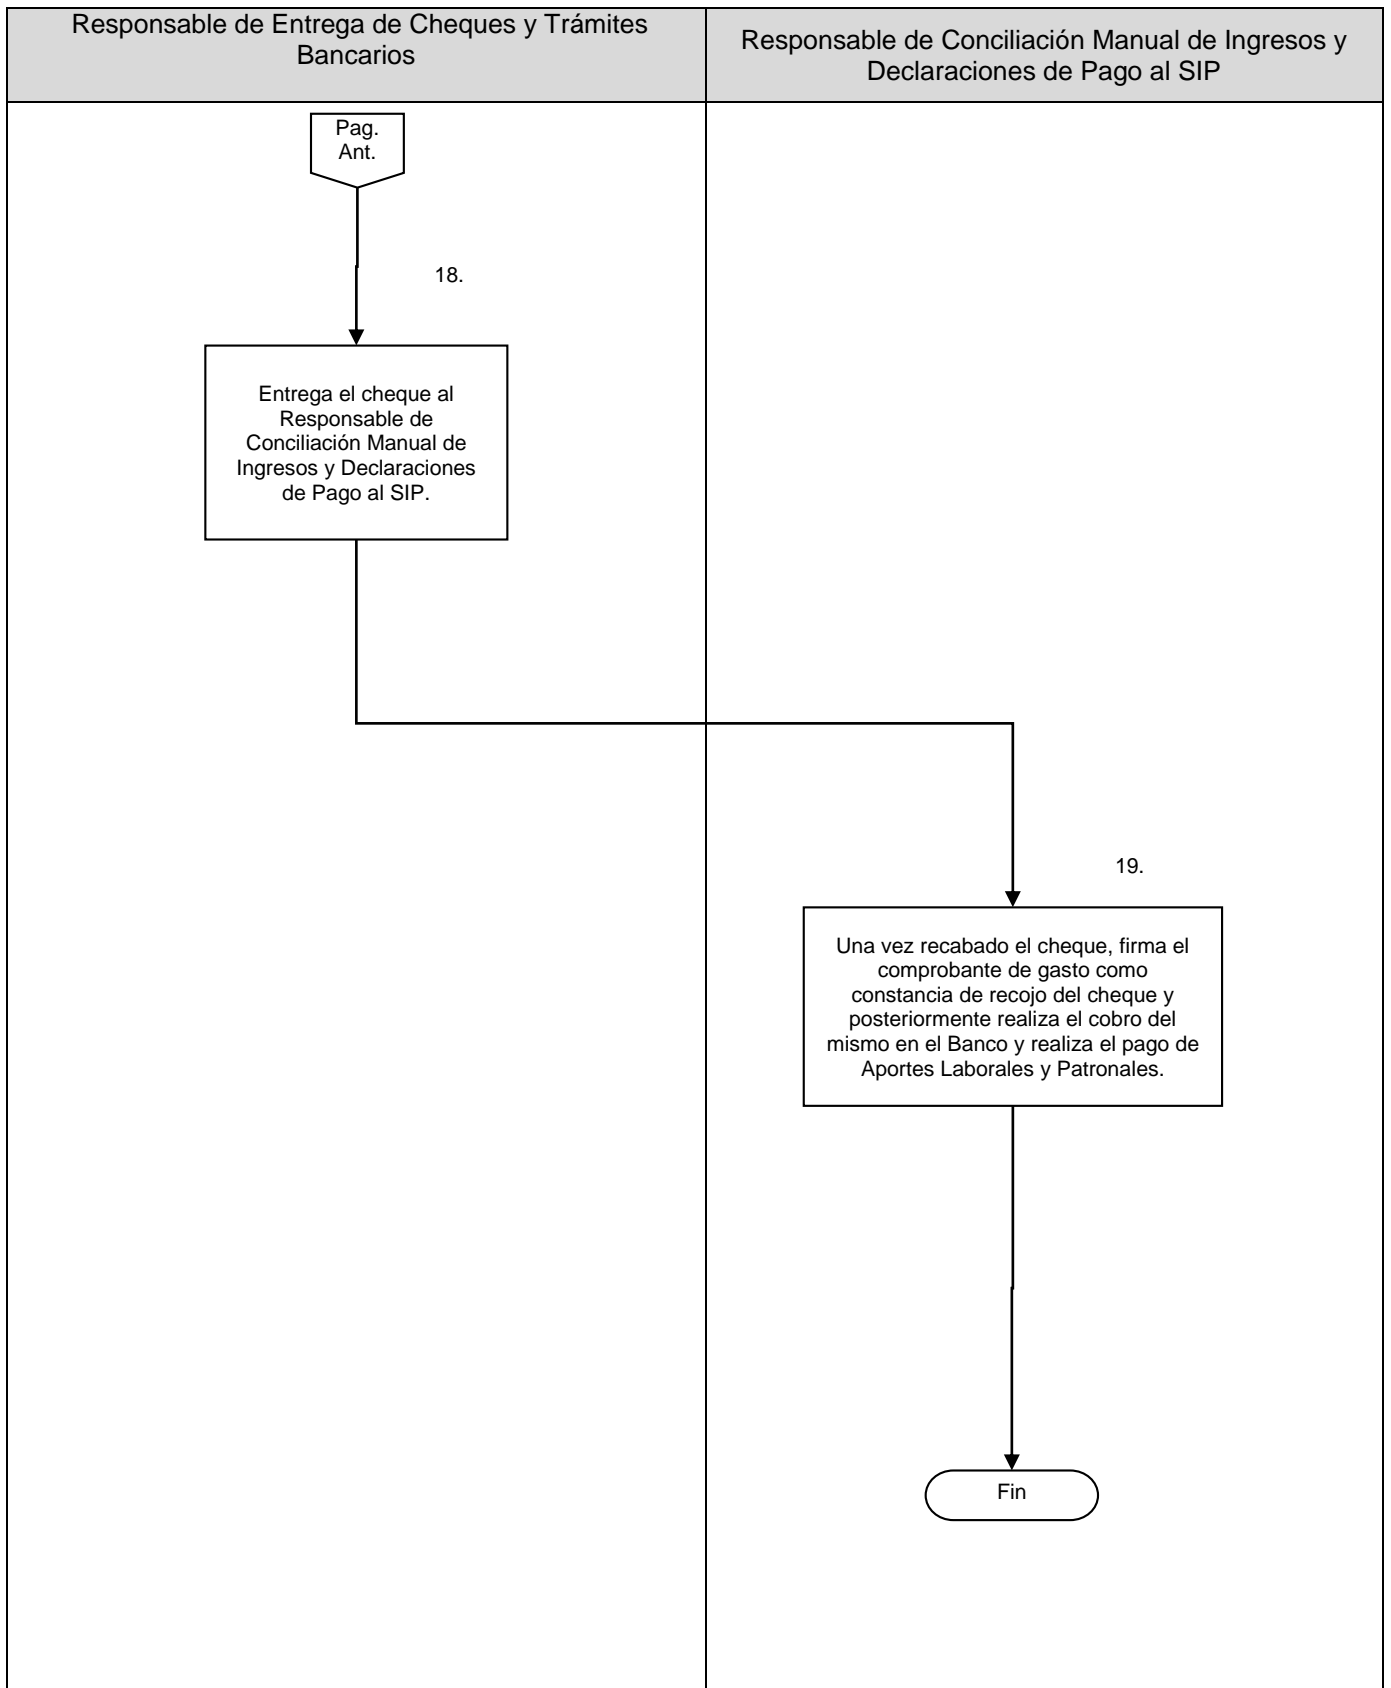 Responsable de Entrega de Cheques y Trámites
Bancarios
Responsable de Conciliación Manual de Ingresos y
Declaraciones de Pago al SIP
Pag.
Ant.
18.
Entrega el cheque al
Responsable de
Conciliación Manual de
Ingresos y Declaraciones
de Pago al SIP.
19.
Una vez recabado el cheque, firma el
comprobante de gasto como
constancia de recojo del cheque y
posteriormente realiza el cobro del
mismo en el Banco y realiza el pago de
Aportes Laborales y Patronales.
Fin